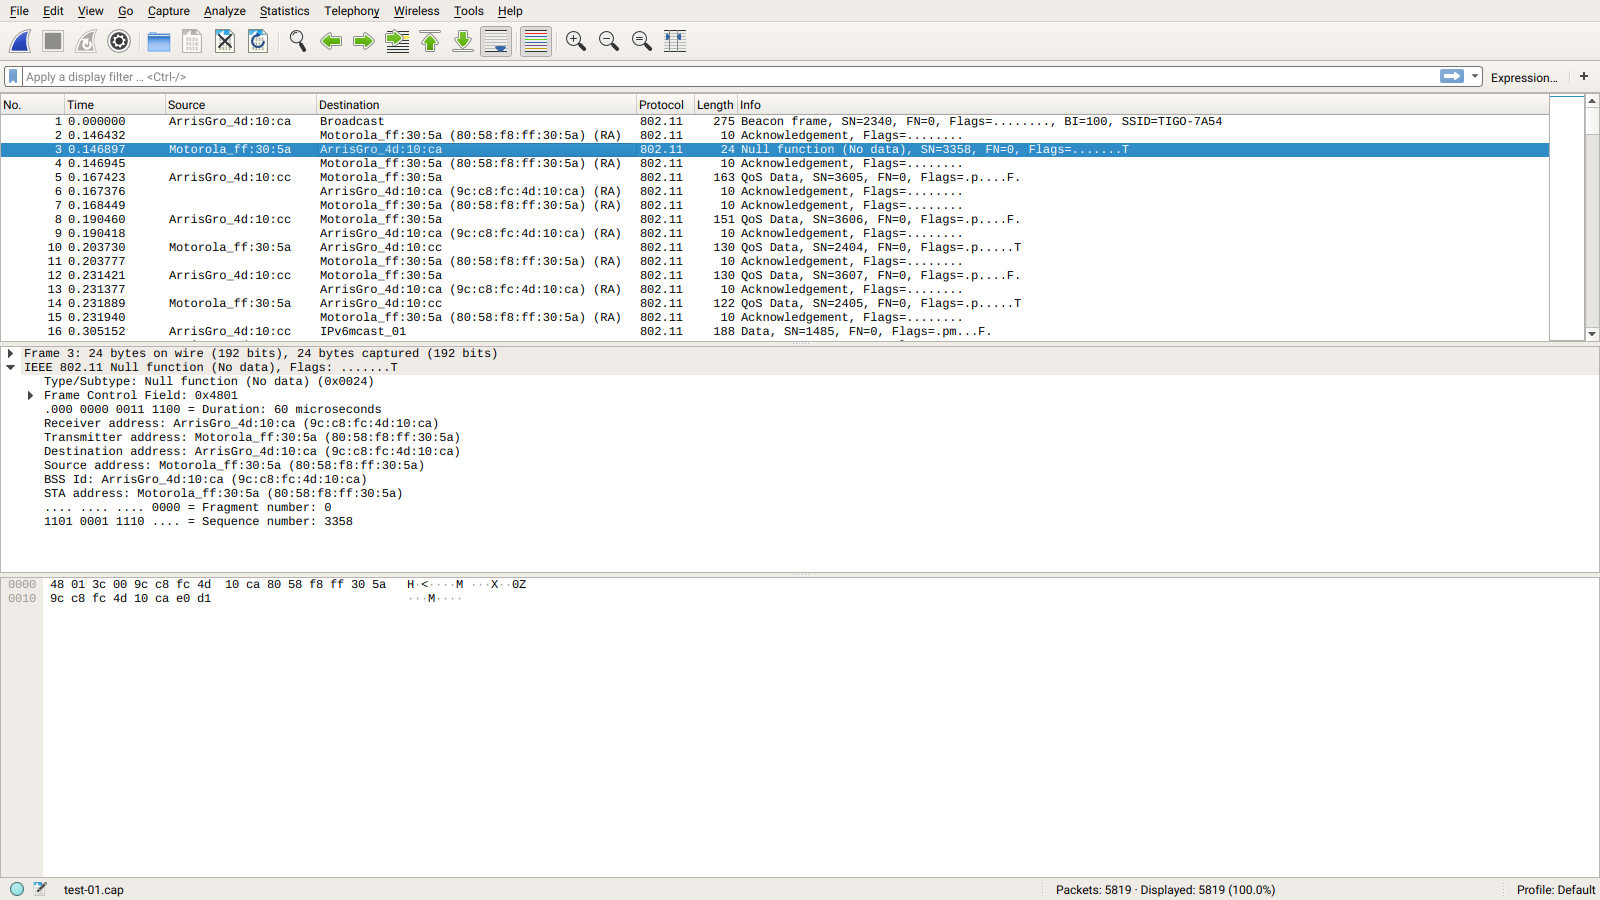 File Edit View Go Capture Analyze Statistics Telephony Wireless Tools Help
Apply a display filter ... <Ctrl-/> Expression... +
No. Time Source Destination Protocol Length Info
1 0.000000 ArrisGro_4d:10:ca Broadcast 802.11 275 Beacon frame, SN=2340, FN=0, Flags=........, BI=100, SSID=TIGO-7A54
2 0.146432 Motorola_ff:30:5a (80:58:f8:ff:30:5a) (RA) 802.11 10 Acknowledgement, Flags=........
3 0.146897 Motorola_ff:30:5a ArrisGro_4d:10:ca 802.11 24 Null function (No data), SN=3358, FN=0, Flags=.......T
4 0.146945 Motorola_ff:30:5a (80:58:f8:ff:30:5a) (RA) 802.11 10 Acknowledgement, Flags=........
5 0.167423 ArrisGro_4d:10:cc Motorola_ff:30:5a 802.11 163 QoS Data, SN=3605, FN=0, Flags=.p....F.
6 0.167376 ArrisGro_4d:10:ca (9c:c8:fc:4d:10:ca) (RA) 802.11 10 Acknowledgement, Flags=........
7 0.168449 Motorola_ff:30:5a (80:58:f8:ff:30:5a) (RA) 802.11 10 Acknowledgement, Flags=........
8 0.190460 ArrisGro_4d:10:cc Motorola_ff:30:5a 802.11 151 QoS Data, SN=3606, FN=0, Flags=.p....F.
9 0.190418 ArrisGro_4d:10:ca (9c:c8:fc:4d:10:ca) (RA) 802.11 10 Acknowledgement, Flags=........
10 0.203730 Motorola_ff:30:5a ArrisGro_4d:10:cc 802.11 130 QoS Data, SN=2404, FN=0, Flags=.p.....T
11 0.203777 Motorola_ff:30:5a (80:58:f8:ff:30:5a) (RA) 802.11 10 Acknowledgement, Flags=........
12 0.231421 ArrisGro_4d:10:cc Motorola_ff:30:5a 802.11 130 QoS Data, SN=3607, FN=0, Flags=.p....F.
13 0.231377 ArrisGro_4d:10:ca (9c:c8:fc:4d:10:ca) (RA) 802.11 10 Acknowledgement, Flags=........
14 0.231889 Motorola_ff:30:5a ArrisGro_4d:10:cc 802.11 122 QoS Data, SN=2405, FN=0, Flags=.p.....T
15 0.231940 Motorola_ff:30:5a (80:58:f8:ff:30:5a) (RA) 802.11 10 Acknowledgement, Flags=........
16 0.305152 ArrisGro_4d:10:cc IPv6mcast_01 802.11 188 Data, SN=1485, FN=0, Flags=.pm...F.
Frame 3: 24 bytes on wire (192 bits), 24 bytes captured (192 bits)
IEEE 802.11 Null function (No data), Flags: .......T
Type/Subtype: Null function (No data) (0x0024)
Frame Control Field: 0x4801
.000 0000 0011 1100 = Duration: 60 microseconds
Receiver address: ArrisGro_4d:10:ca (9c:c8:fc:4d:10:ca)
Transmitter address: Motorola_ff:30:5a (80:58:f8:ff:30:5a)
Destination address: ArrisGro_4d:10:ca (9c:c8:fc:4d:10:ca)
Source address: Motorola_ff:30:5a (80:58:f8:ff:30:5a)
BSS Id: ArrisGro_4d:10:ca (9c:c8:fc:4d:10:ca)
STA address: Motorola_ff:30:5a (80:58:f8:ff:30:5a)
.... .... .... 0000 = Fragment number: 0
1101 0001 1110 .... = Sequence number: 3358
0000 48 01 3c 00 9c c8 fc 4d 10 ca 80 58 f8 ff 30 5a H·<····M ···X··0Z
0010 9c c8 fc 4d 10 ca e0 d1 ···M····
test-01.cap Packets: 5819 · Displayed: 5819 (100.0%) Profile: Default